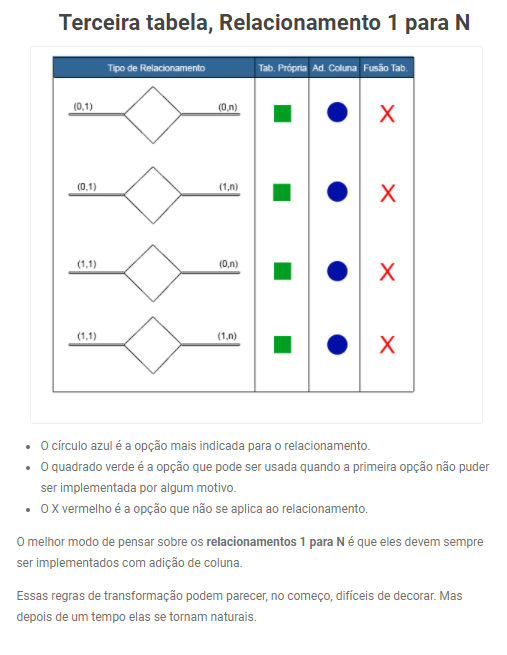 Terceira tabela, Relacionamento 1 para N
Tipo de Relacionamento Tab. Própria Ad. Coluna Fusão Tab.
(0,1) (0,n) X
(0,1) (1,n) X
(1,1) (0,n) X
(1,1) (1,n) X
O círculo azul é a opção mais indicada para o relacionamento.
O quadrado verde é a opção que pode ser usada quando a primeira opção não puder
ser implementada por algum motivo.
O X vermelho é a opção que não se aplica ao relacionamento.
O melhor modo de pensar sobre os relacionamentos 1 para N é que eles devem sempre
ser implementados com adição de coluna.
Essas regras de transformação podem parecer, no começo, difíceis de decorar. Mas
depois de um tempo elas se tornam naturais.